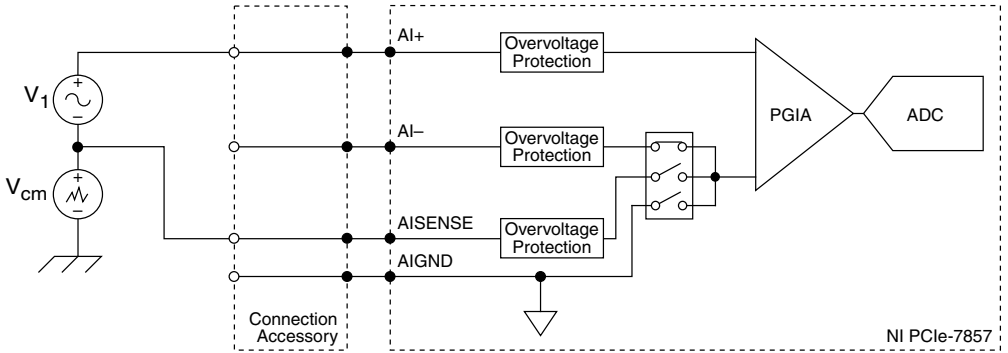 AI+
Overvoltage
Protection
+
V1
−
PGIA
ADC
AI−
Overvoltage
Protection
+
Vcm
−
AISENSE
Overvoltage
Protection
AIGND
Connection
Accessory
NI PCIe-7857